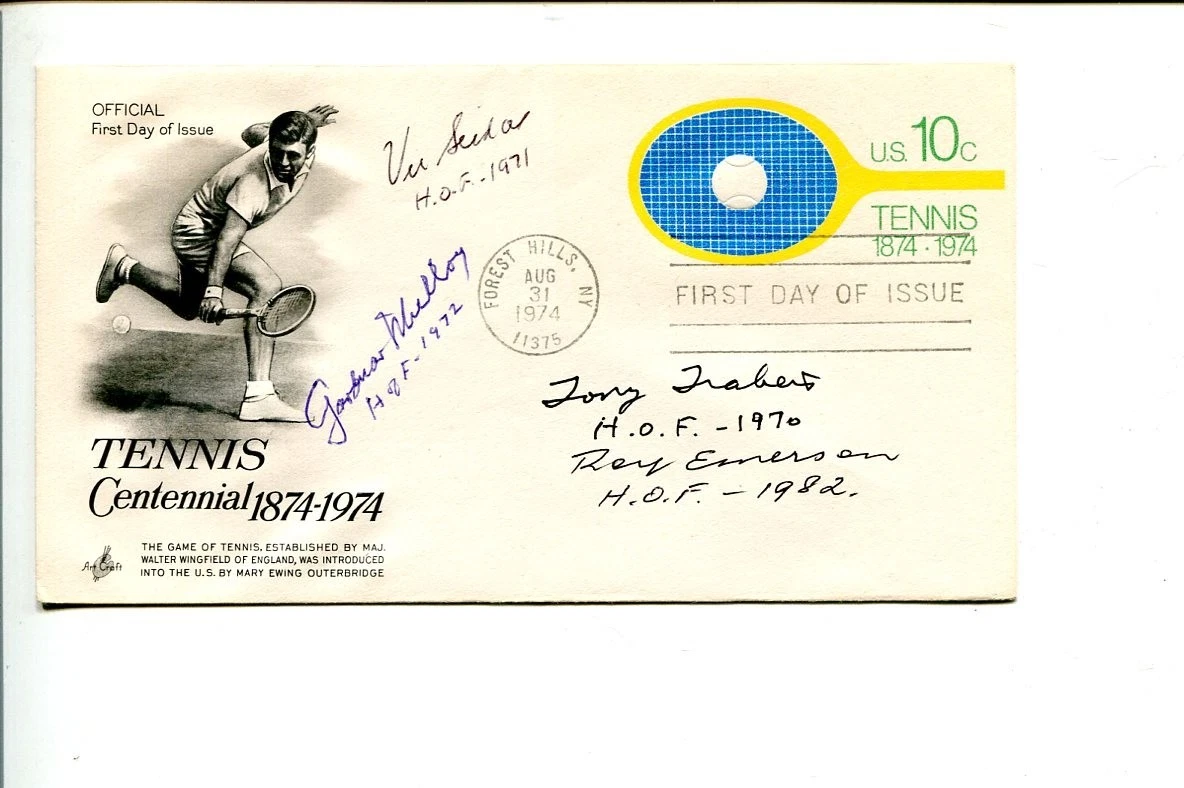 OFFICIAL
First Day of Issue
Vic Seixas
H.O.F.-1971
U.S. 10c
TENNIS
1874·1974
FOREST HILLS, NY
AUG
31
1974
11375
FIRST DAY OF ISSUE
Gardnar Mulloy
HOF-1972
Tony Trabert
H.O.F. -1970
Roy Emerson
H.O.F. -1982.
TENNIS
Centennial 1874-1974
Art Craft
THE GAME OF TENNIS, ESTABLISHED BY MAJ.
WALTER WINGFIELD OF ENGLAND, WAS INTRODUCED
INTO THE U.S. BY MARY EWING OUTERBRIDGE